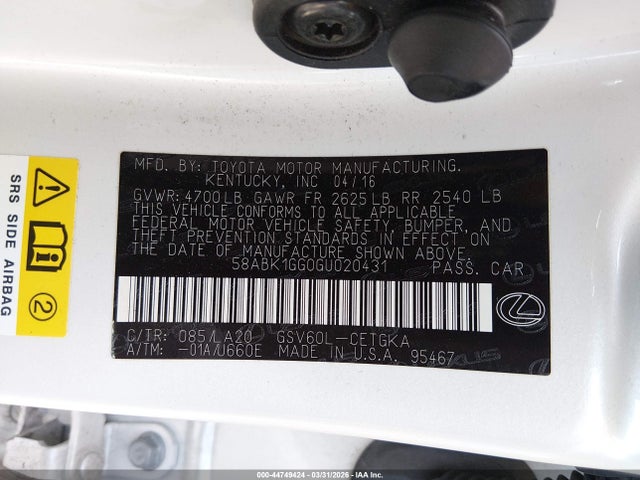 MFD. BY: TOYOTA MOTOR MANUFACTURING.
KENTUCKY, INC 04/16
GVWR: 4700LB GAWR FR 2625LB RR 2540 LB
THIS VEHICLE CONFORMS TO ALL APPLICABLE
FEDERAL MOTOR VEHICLE SAFETY, BUMPER, AND
THEFT PREVENTION STANDARDS IN EFFECT ON
THE DATE OF MANUFACTURE SHOWN ABOVE.
58ABK1GG0GU020431 PASS. CAR
C/TR: 085/LA20 GSV60L-CETGKA
A/TM: -01A/U660E MADE IN U.S.A. 95467
SRS SIDE AIRBAG
2
000-44749424 - 03/31/2026 - IAA Inc.